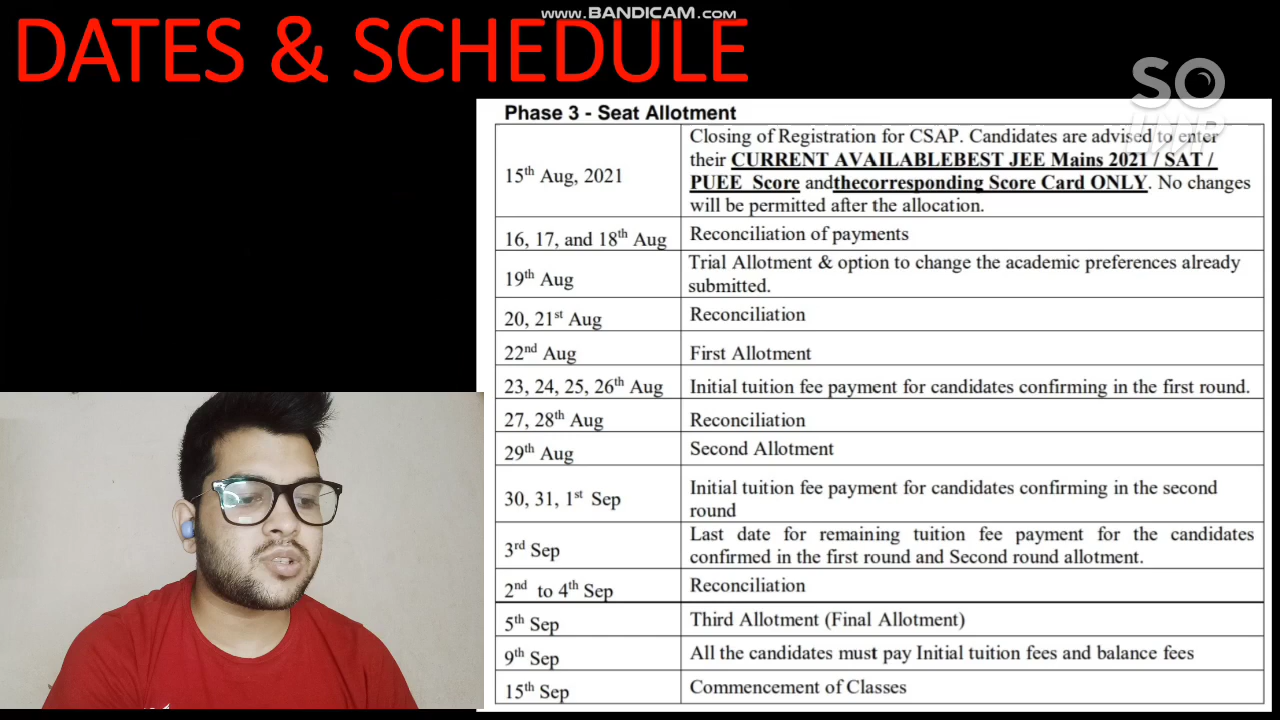 www.BANDICAM.com
DATES & SCHEDULE
SO
IMP
Phase 3 - Seat Allotment
15th Aug, 2021
Closing of Registration for CSAP. Candidates are advised to enter
their CURRENT AVAILABLEBEST JEE Mains 2021 / SAT /
PUEE Score andthecorresponding Score Card ONLY. No changes
will be permitted after the allocation.
16, 17, and 18th Aug
Reconciliation of payments
19th Aug
Trial Allotment & option to change the academic preferences already
submitted.
20, 21st Aug
Reconciliation
22nd Aug
First Allotment
23, 24, 25, 26th Aug
Initial tuition fee payment for candidates confirming in the first round.
27, 28th Aug
Reconciliation
29th Aug
Second Allotment
30, 31, 1st Sep
Initial tuition fee payment for candidates confirming in the second
round
3rd Sep
Last date for remaining tuition fee payment for the candidates
confirmed in the first round and Second round allotment.
2nd to 4th Sep
Reconciliation
5th Sep
Third Allotment (Final Allotment)
9th Sep
All the candidates must pay Initial tuition fees and balance fees
15th Sep
Commencement of Classes